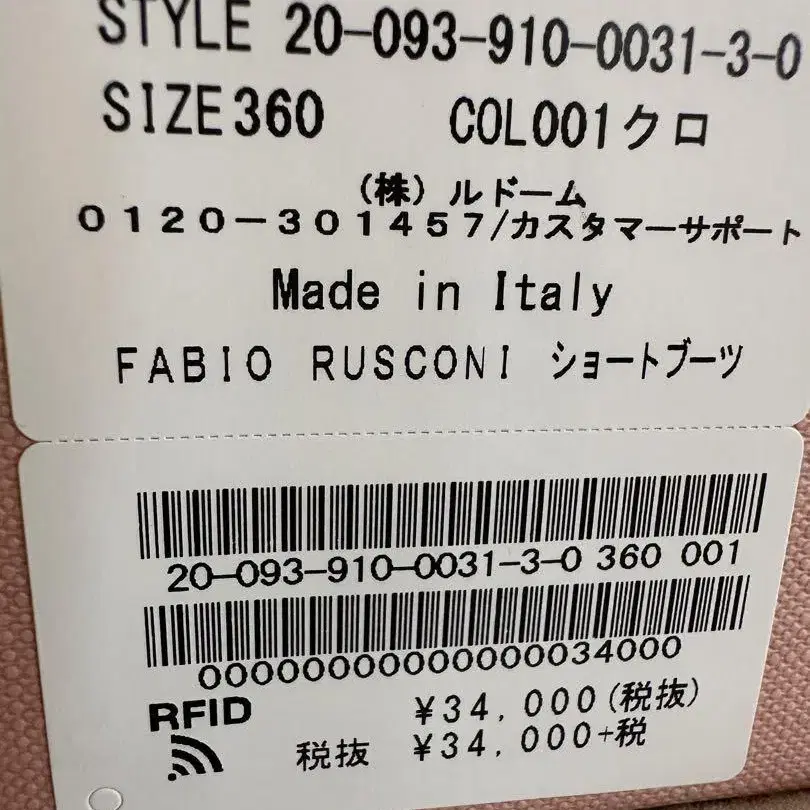 STYLE 20-093-910-0031-3-0
SIZE360 COL001クロ
(株)ルドーム
0120-301457/カスタマーサポート
Made in Italy
FABIO RUSCONI ショートブーツ
20-093-910-0031-3-0 360 001
0000000000000000034000
RFID ¥34,000(税抜)
税抜 ¥34,000+税